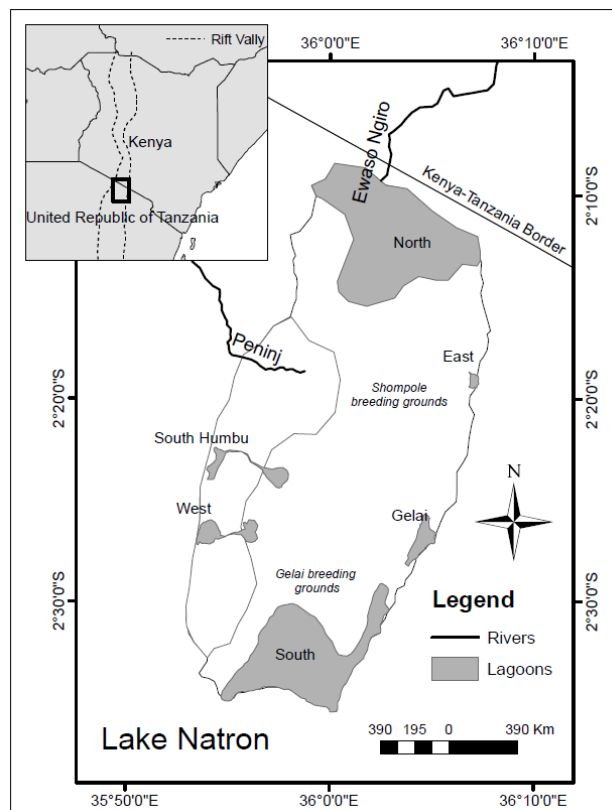 Rift Vally
Kenya
United Republic of Tanzania
36°0'0"E
36°10'0"E
Ewaso Ngiro
Kenya-Tanzania Border
2°10'0"S
2°10'0"S
North
Peninj
East
Shompole
breeding grounds
2°20'0"S
2°20'0"S
South Humbu
West
Gelai
N
Gelai breeding
grounds
2°30'0"S
2°30'0"S
South
Legend
Rivers
Lagoons
390 195 0 390 Km
Lake Natron
35°50'0"E
36°0'0"E
36°10'0"E